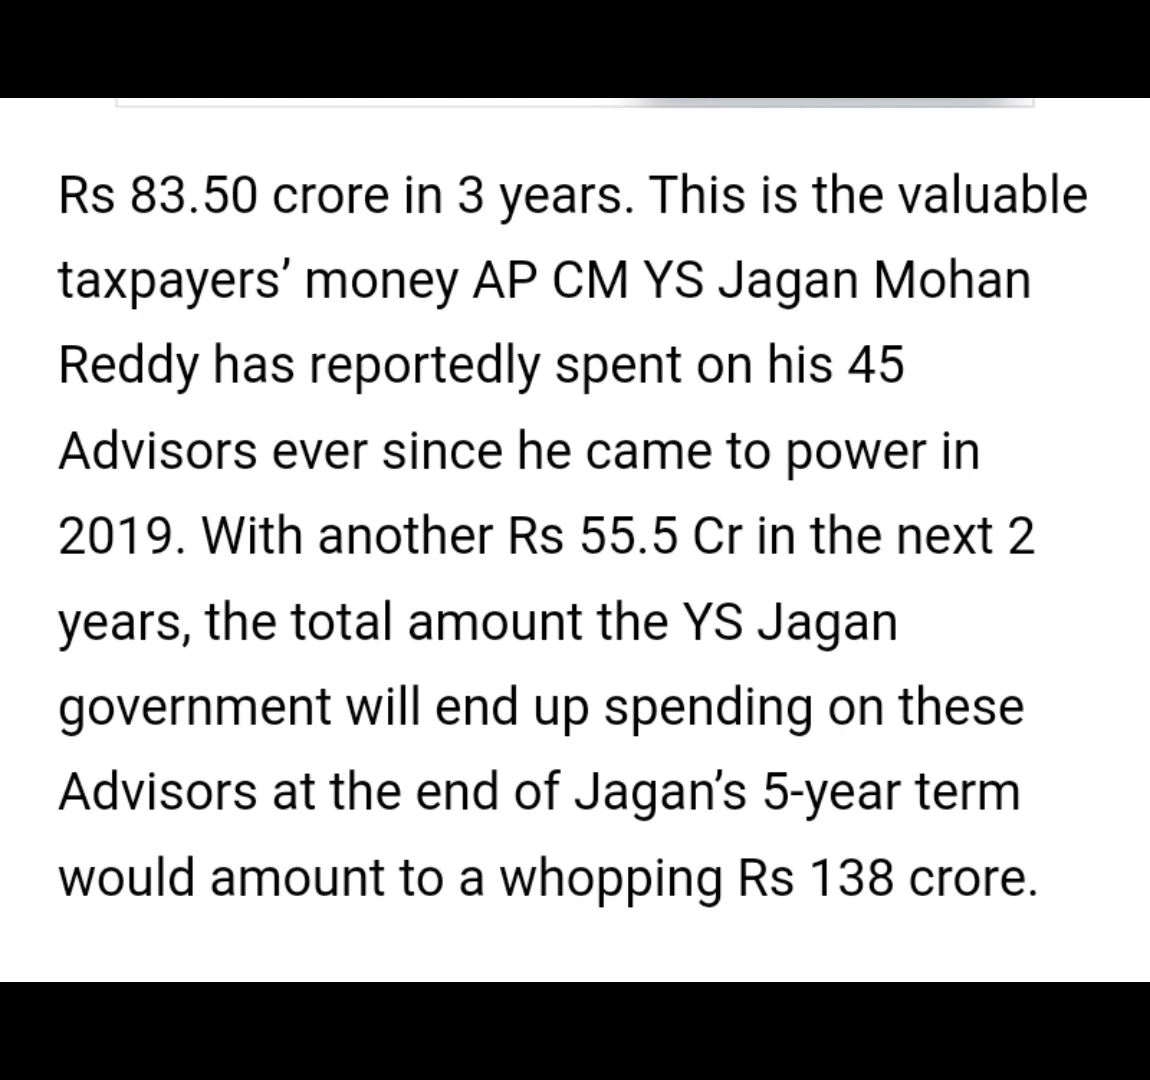 Rs 83.50 crore in 3 years. This is the valuable
taxpayers’ money AP CM YS Jagan Mohan
Reddy has reportedly spent on his 45
Advisors ever since he came to power in
2019. With another Rs 55.5 Cr in the next 2
years, the total amount the YS Jagan
government will end up spending on these
Advisors at the end of Jagan’s 5-year term
would amount to a whopping Rs 138 crore.